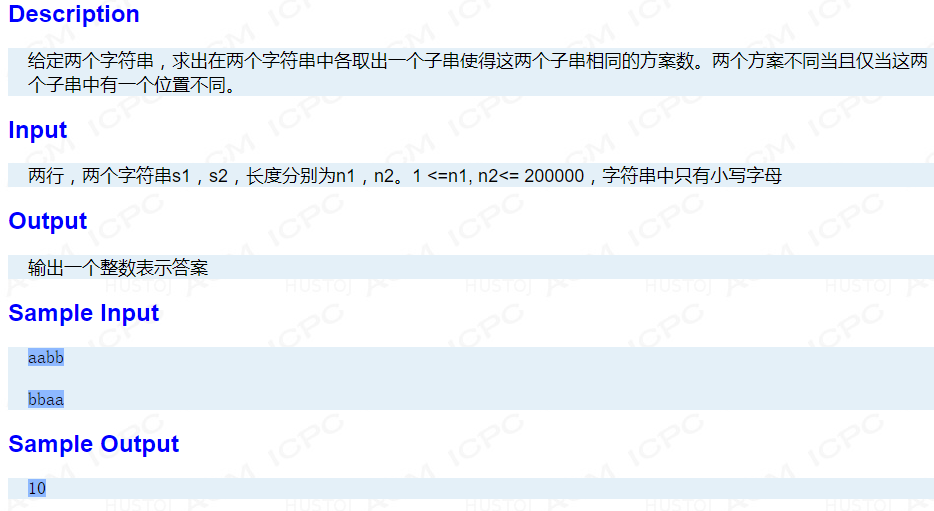 Description
给定两个字符串，求出在两个字符串中各取出一个子串使得这两个子串相同的方案数。两个方案不同当且仅当这两
个子串中有一个位置不同。
Input
两行，两个字符串s1，s2，长度分别为n1，n2。1 <=n1, n2<= 200000，字符串中只有小写字母
Output
输出一个整数表示答案
Sample Input
aabb
bbaa
Sample Output
10